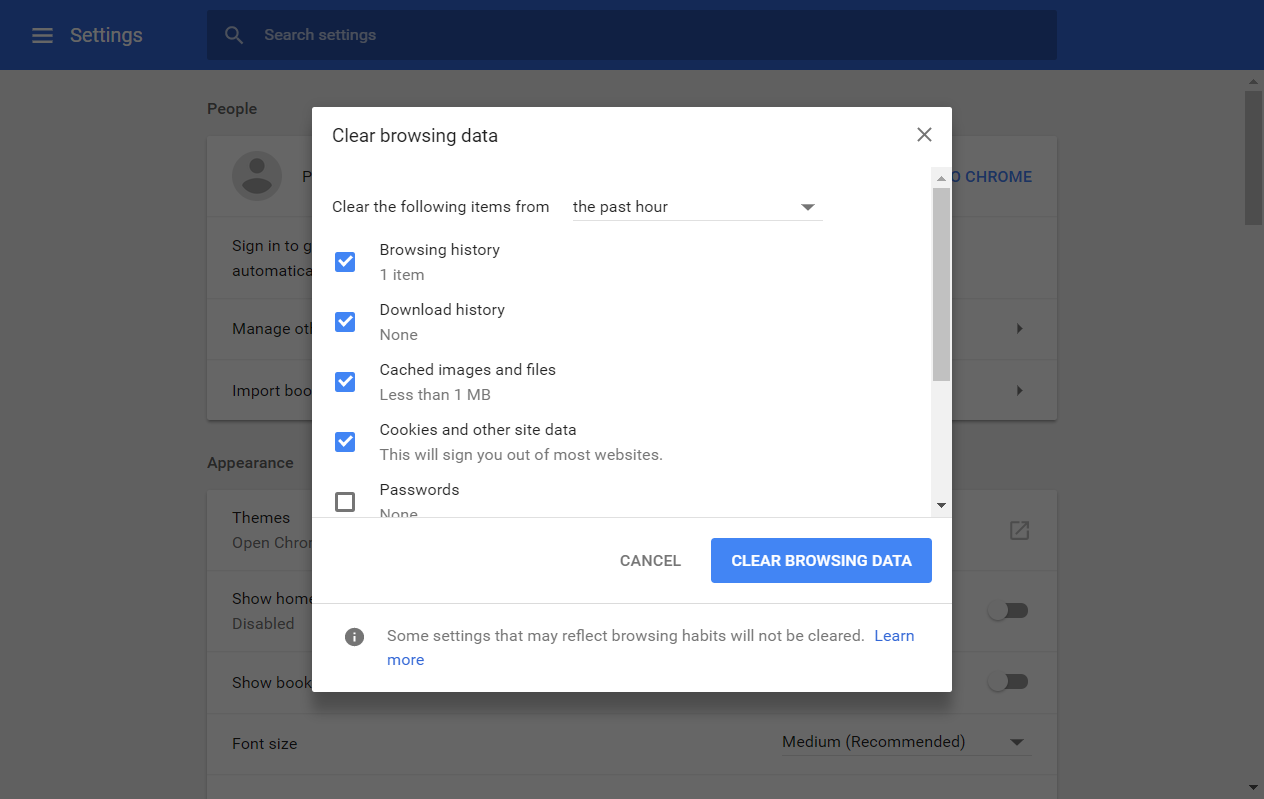 Settings
Search settings
People
Clear browsing data
P
O CHROME
Clear the following items from the past hour
Sign in to g
automatica
Browsing history
1 item
Download history
None
Manage oth
Cached images and files
Less than 1 MB
Import boo
Cookies and other site data
This will sign you out of most websites.
Appearance
Passwords
None
Themes
Open Chron
CANCEL
CLEAR BROWSING DATA
Show home
Disabled
Some settings that may reflect browsing habits will not be cleared. Learn
more
Show book
Font size
Medium (Recommended)